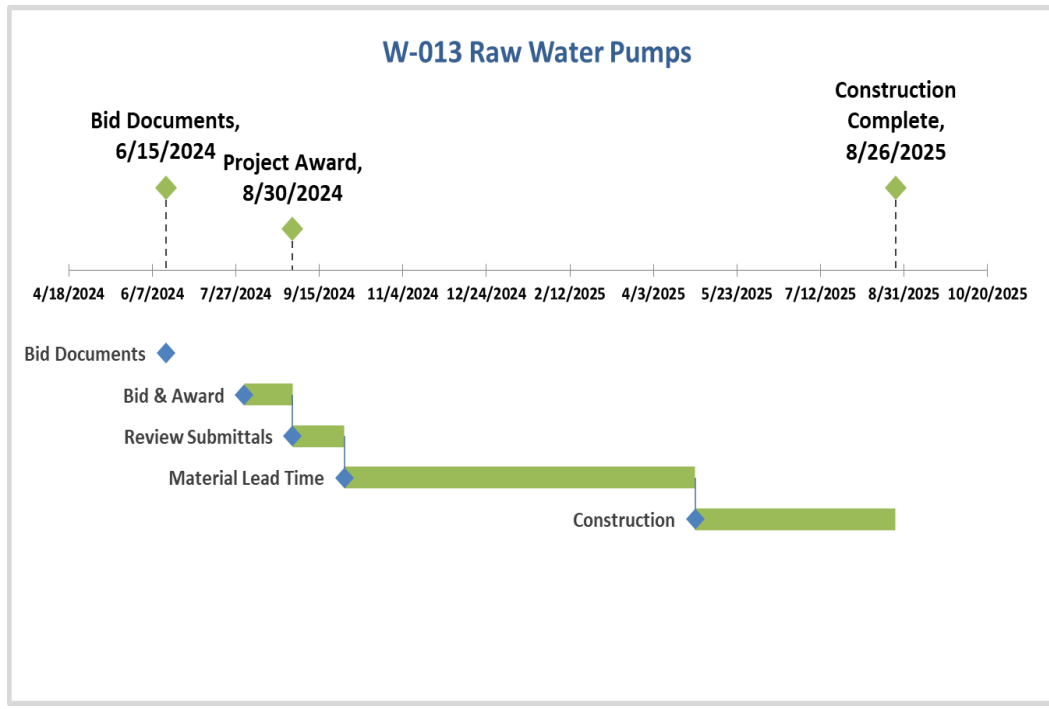 W-013 Raw Water Pumps
Bid Documents,
6/15/2024
Project Award,
8/30/2024
Construction
Complete,
8/26/2025
4/18/2024 6/7/2024 7/27/2024 9/15/2024 11/4/2024 12/24/2024 2/12/2025 4/3/2025 5/23/2025 7/12/2025 8/31/2025 10/20/2025
Bid Documents
Bid & Award
Review Submittals
Material Lead Time
Construction